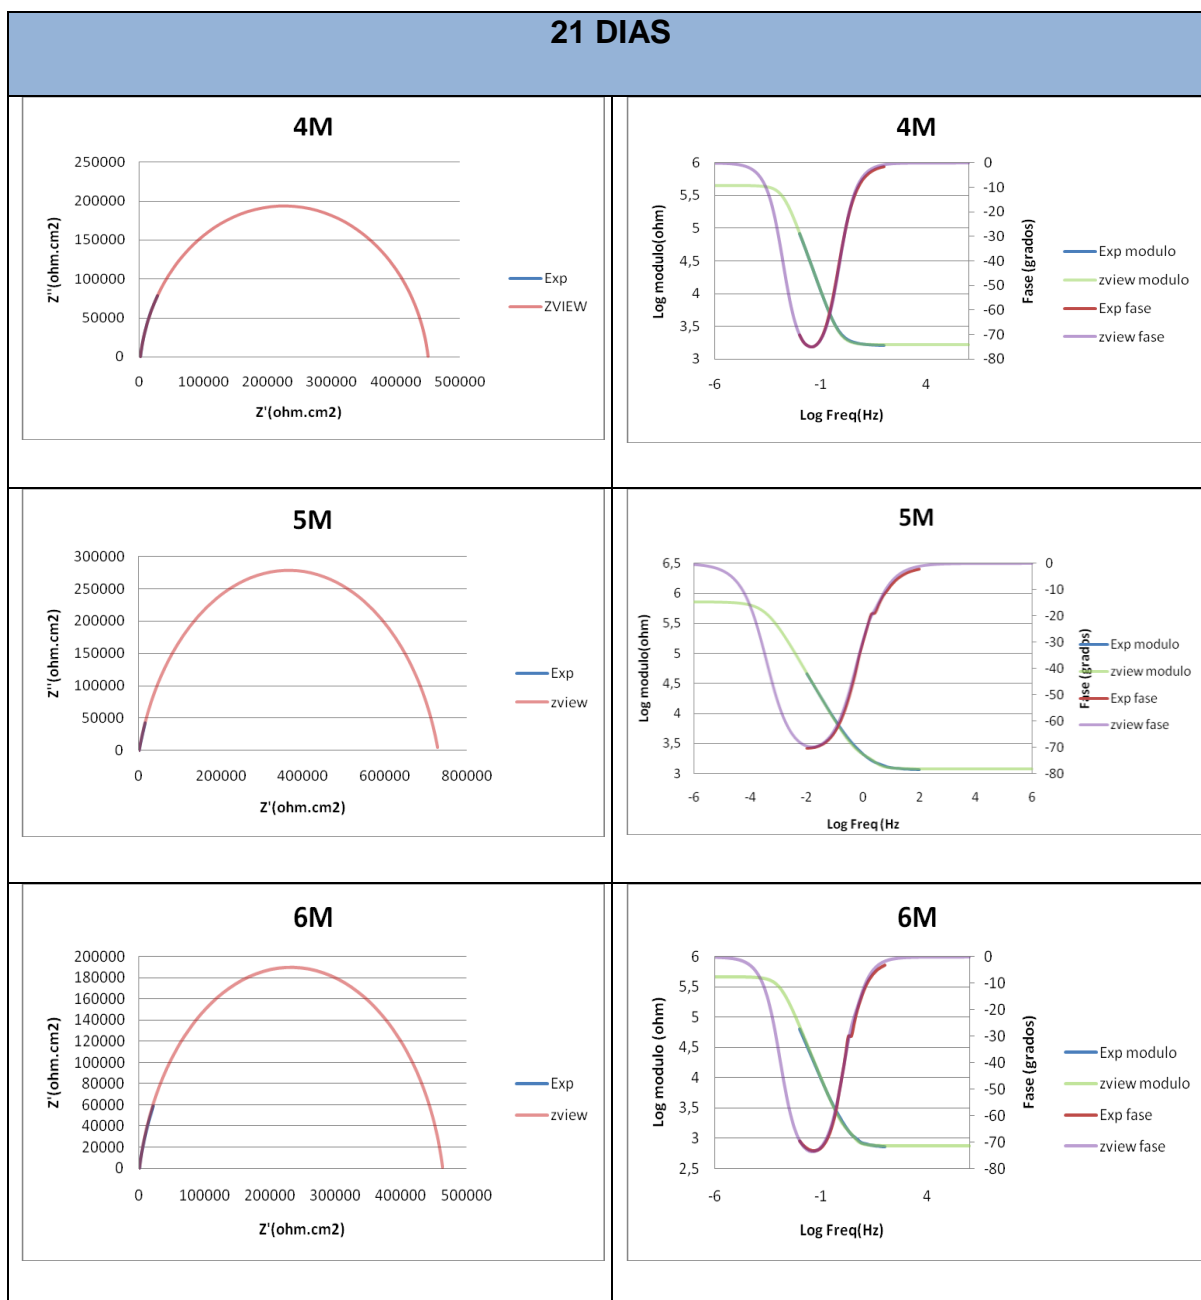 21 DIAS
4M
250000
200000
150000
100000
50000
0
0 100000 200000 300000 400000 500000
Z''(ohm.cm2)
Z'(ohm.cm2)
Exp
ZVIEW
4M
6
5,5
5
4,5
4
3,5
3
0
-10
-20
-30
-40
-50
-60
-70
-80
-6 -1 4
Log modulo(ohm)
Fase (grados)
Log Freq(Hz)
Exp modulo
zview modulo
Exp fase
zview fase
5M
300000
250000
200000
150000
100000
50000
0
0 200000 400000 600000 800000
Z''(ohm.cm2)
Z'(ohm.cm2)
Exp
zview
5M
6,5
6
5,5
5
4,5
4
3,5
3
0
-10
-20
-30
-40
-50
-60
-70
-80
-6 -4 -2 0 2 4 6
Log modulo(ohm)
Fase (grados)
Log Freq (Hz
Exp modulo
zview modulo
Exp fase
zview fase
6M
200000
180000
160000
140000
120000
100000
80000
60000
40000
20000
0
0 100000 200000 300000 400000 500000
Z'(ohm.cm2)
Z'(ohm.cm2)
Exp
zview
6M
6
5,5
5
4,5
4
3,5
3
2,5
0
-10
-20
-30
-40
-50
-60
-70
-80
-6 -1 4
Log modulo (ohm)
Fase (grados)
Log Freq(Hz)
Exp modulo
zview modulo
Exp fase
zview fase